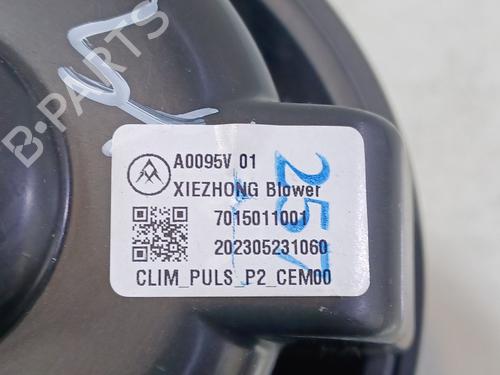 B-PARTS
A0095V 01
XIEZHONG Blower
7015011001
202305231060
CLIM_PULS_P2_CEM00
257